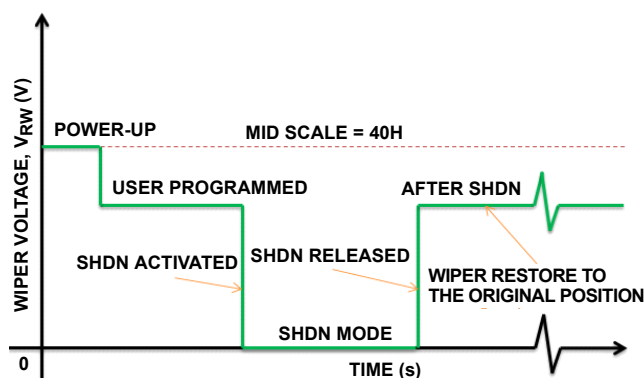 WIPER VOLTAGE, VRW (V)
POWER-UP
MID SCALE = 40H
USER PROGRAMMED
AFTER SHDN
SHDN ACTIVATED
SHDN RELEASED
WIPER RESTORE TO
THE ORIGINAL POSITION
SHDN MODE
0
TIME (s)